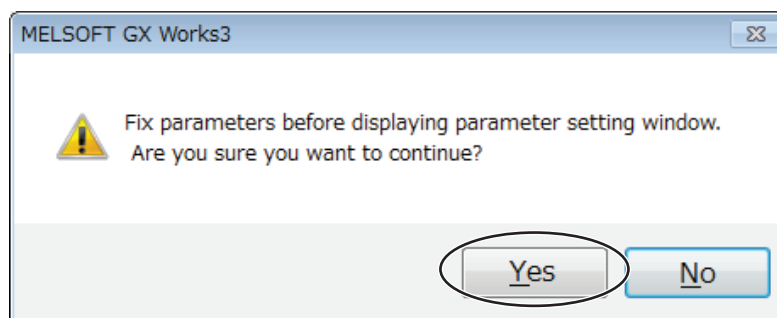 MELSOFT GX Works3
Fix parameters before displaying parameter setting window.
Are you sure you want to continue?
Yes
No